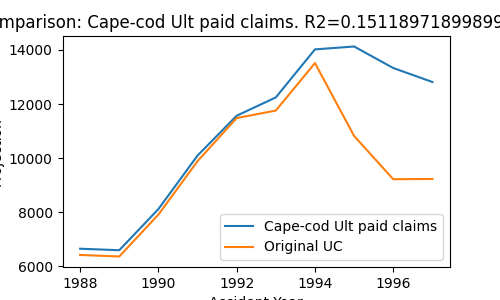 mparison: Cape-cod Ult paid claims. R2=0.15118971899899
14000
12000
10000
8000
6000
Cape-cod Ult paid claims
Original UC
1988 1990 1992 1994 1996
Accident Year